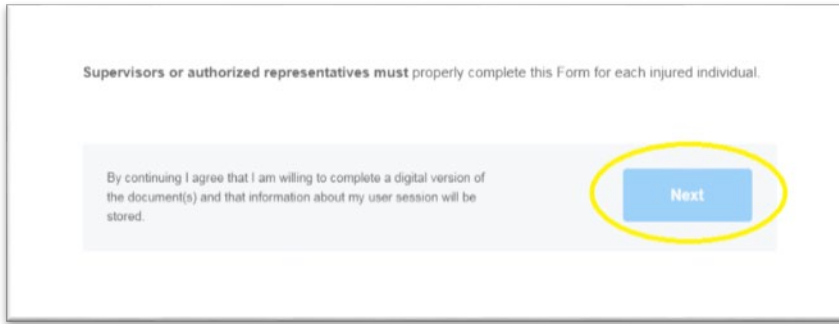 Supervisors or authorized representatives must properly complete this Form for each injured individual.
By continuing I agree that I am willing to complete a digital version of
the document(s) and that information about my user session will be
stored.
Next